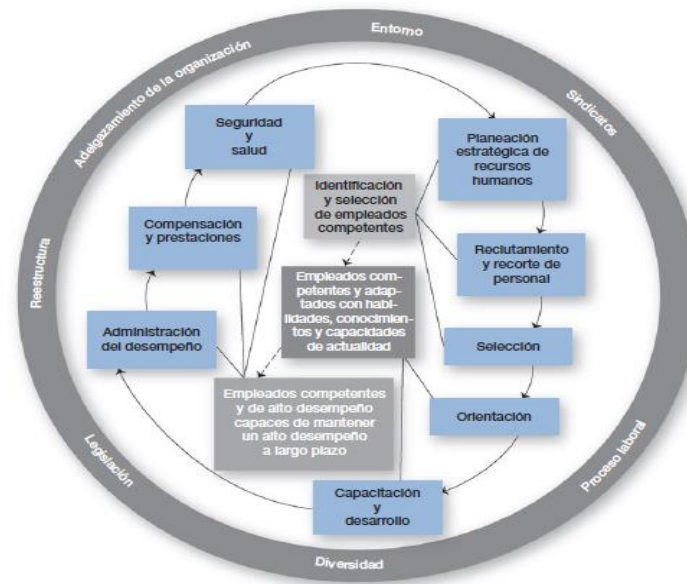 Entorno
Sindicatos
Proceso laboral
Diversidad
Legislación
Reestructura
Adelgazamiento de la organización
Seguridad
y
salud
Planeación
estratégica de
recursos
humanos
Identificación
y selección
de empleados
competentes
Compensación
y prestaciones
Reclutamiento
y recorte de
personal
Empleados com-
petentes y adap-
tados con habi-
lidades, conocimien-
tos y capacidades
de actualidad
Administración
del desempeño
Selección
Empleados competentes
y de alto desempeño
capaces de mantener
un alto desempeño
a largo plazo
Orientación
Capacitación
y
desarrollo